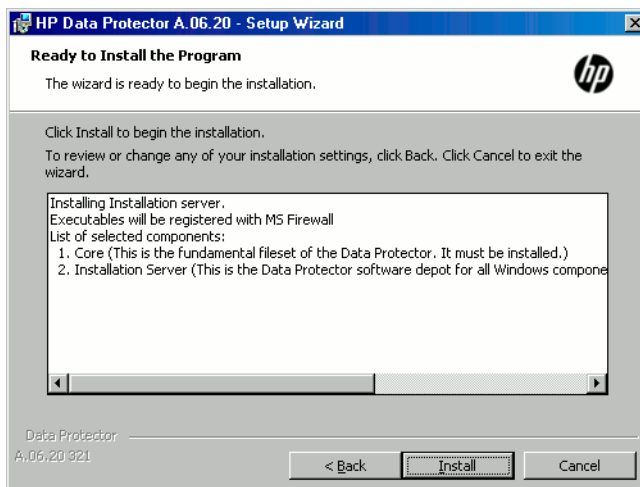 HP Data Protector A.06.20 - Setup Wizard
Ready to Install the Program
The wizard is ready to begin the installation.
hp
Click Install to begin the installation.
To review or change any of your installation settings, click Back. Click Cancel to exit the
wizard.
Installing Installation server.
Executables will be registered with MS Firewall
List of selected components:
1. Core (This is the fundamental fileset of the Data Protector. It must be installed.)
2. Installation Server (This is the Data Protector software depot for all Windows compone
Data Protector
A.06.20 321
< Back Install Cancel